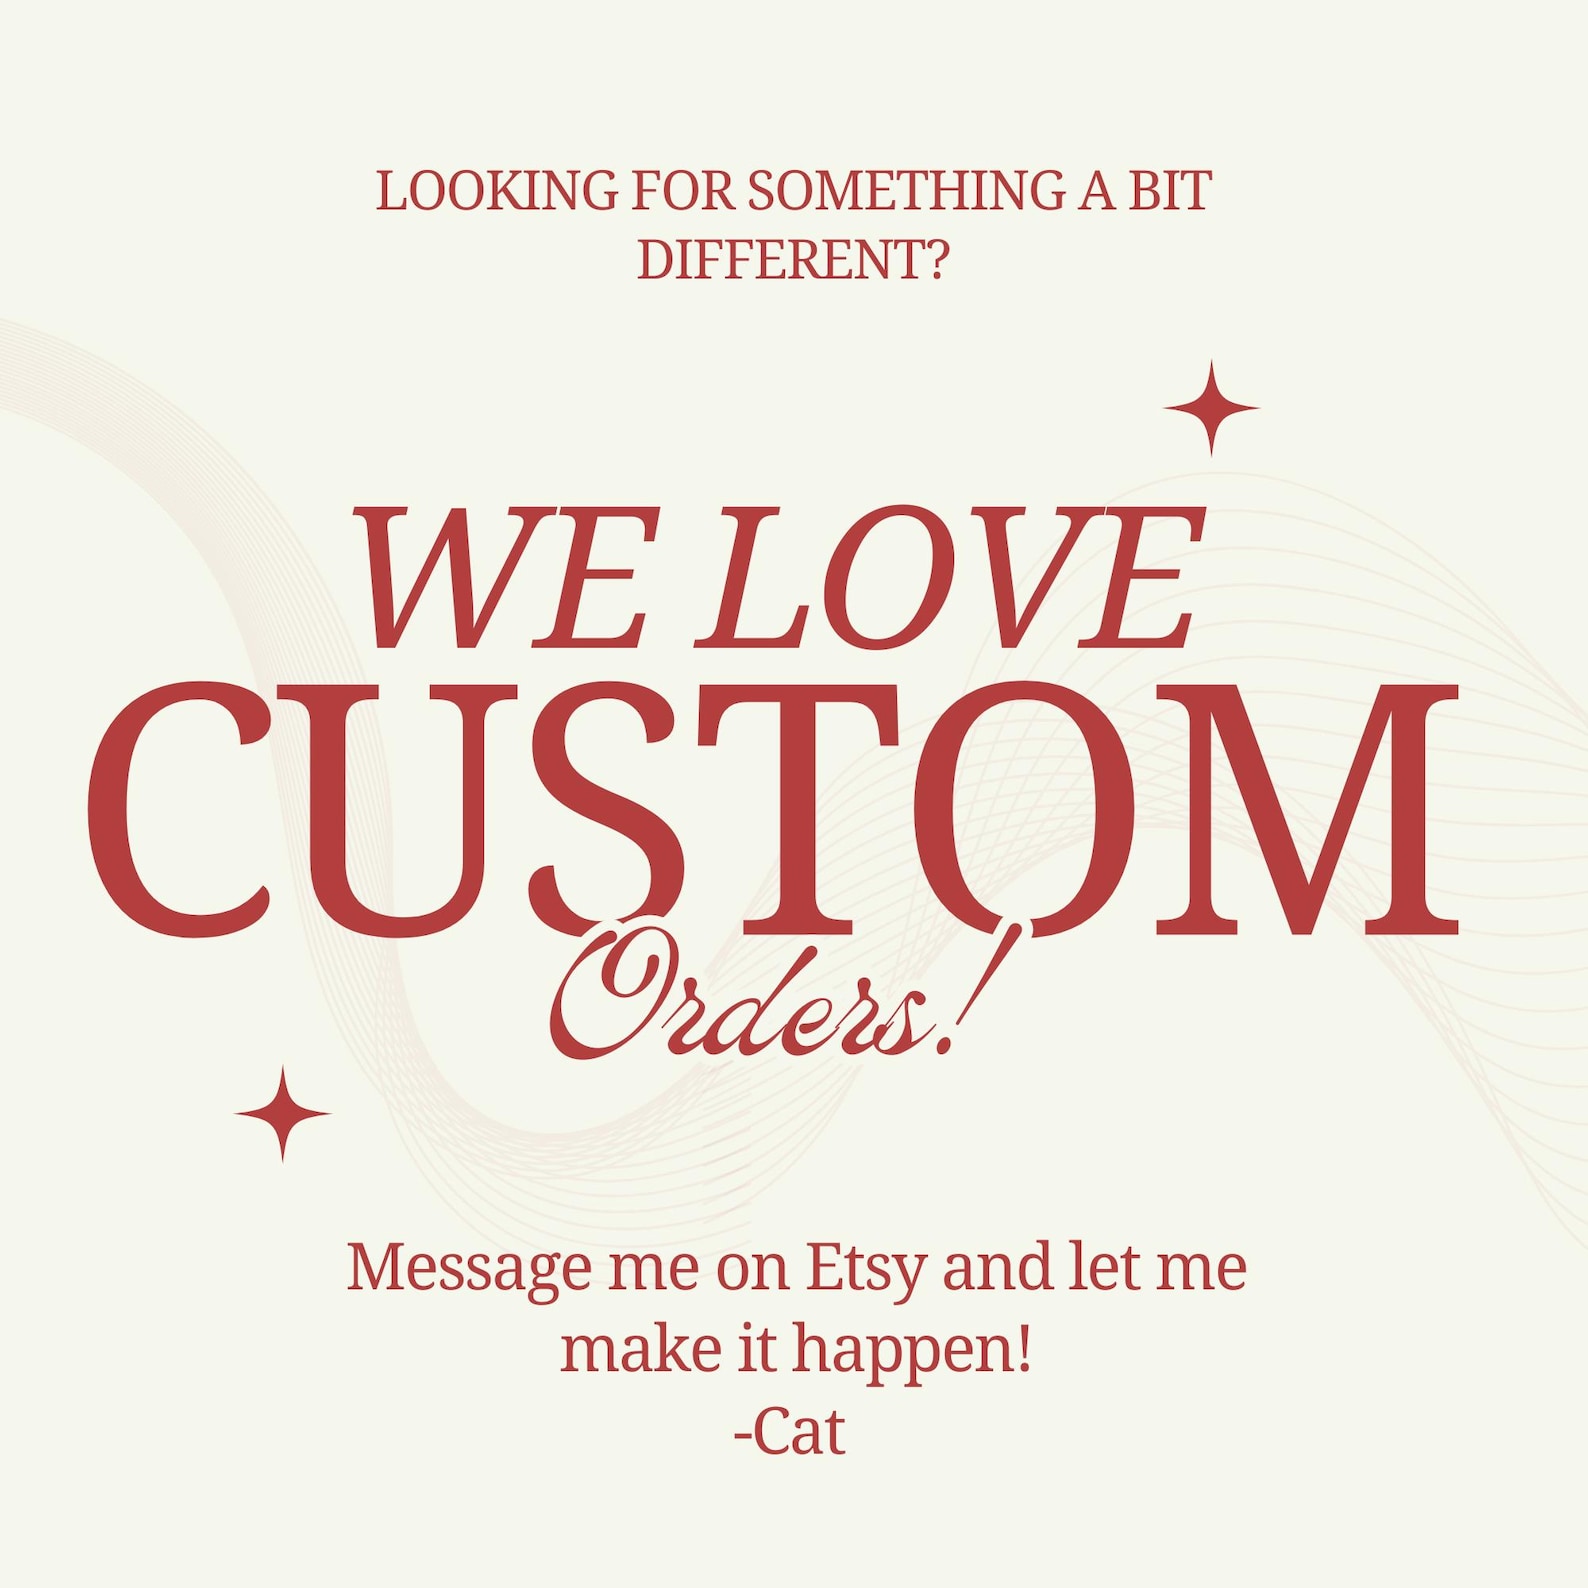 LOOKING FOR SOMETHING A BIT
DIFFERENT?
WE LOVE
CUSTOM
Orders!
Message me on Etsy and let me
make it happen!
-Cat